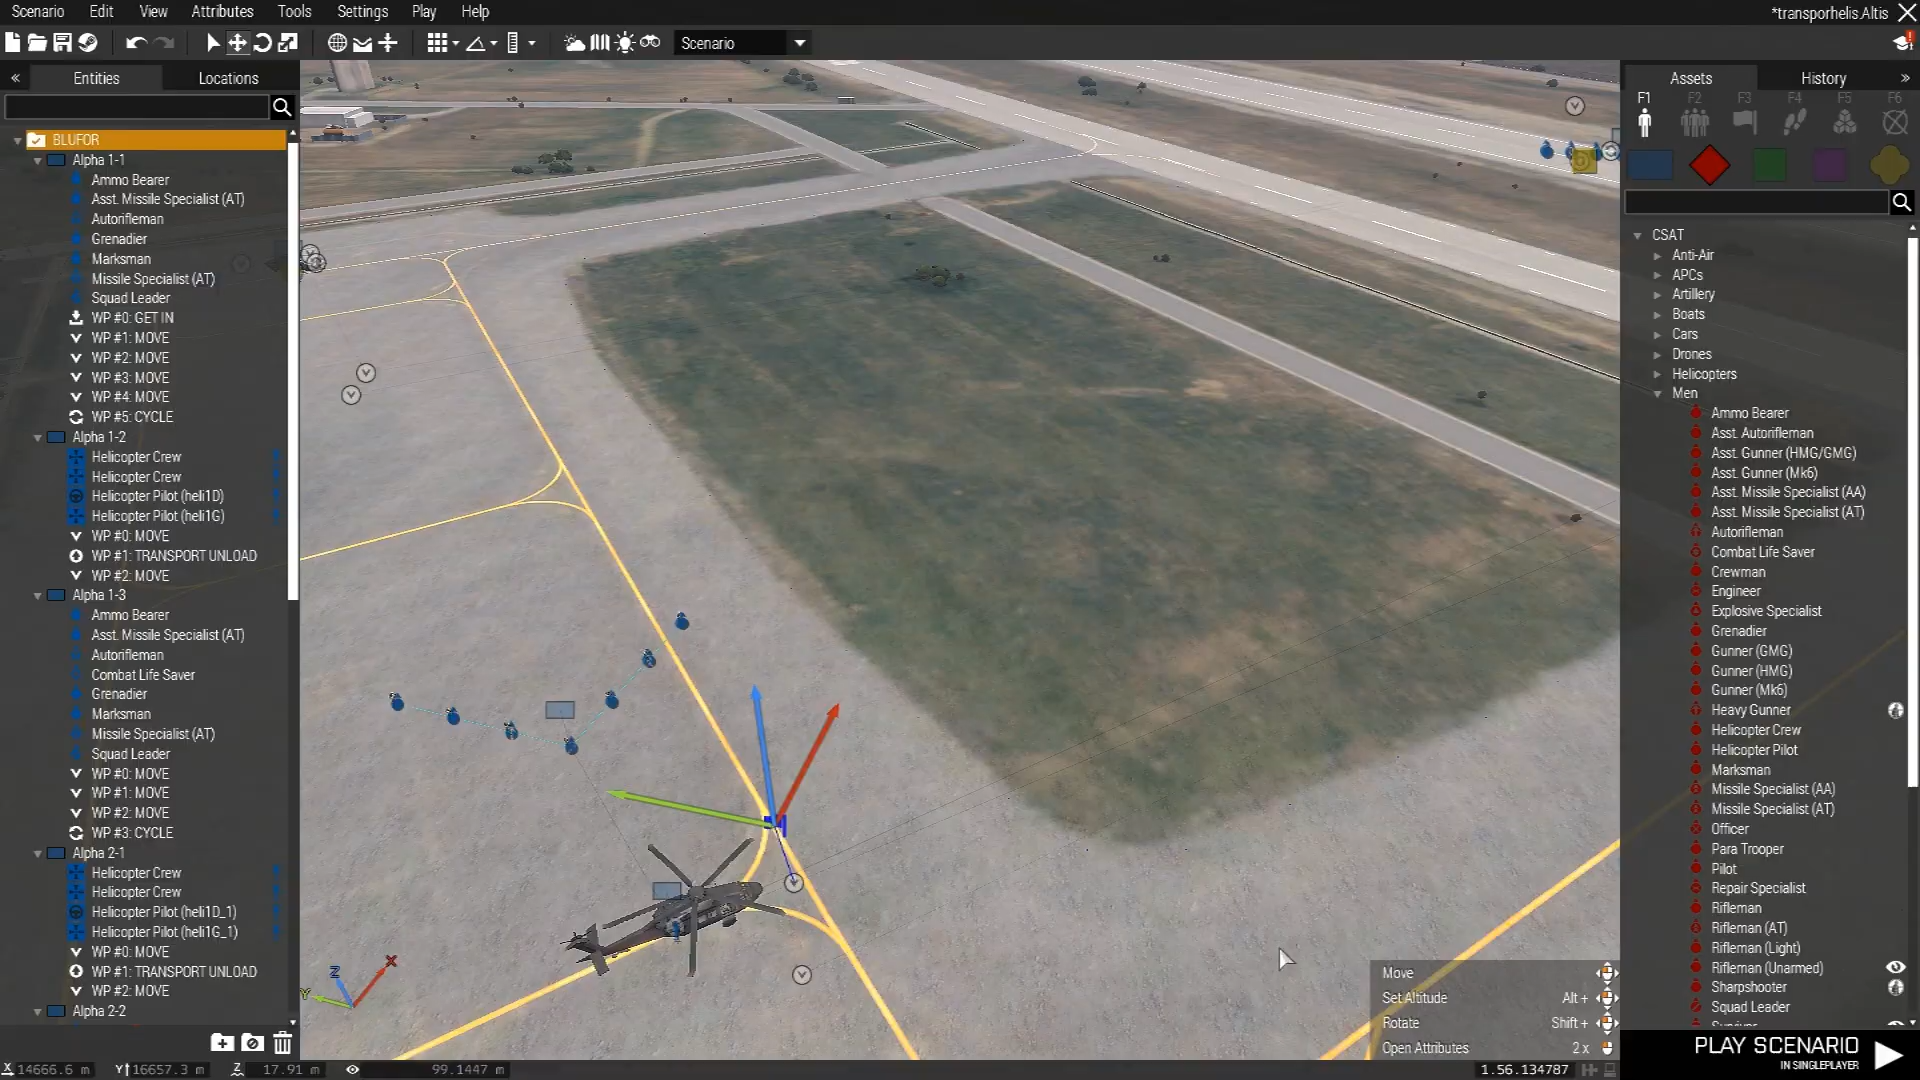 Scenario Edit View Attributes Tools Settings Play Help *transporhelis.Altis
Scenario
Entities Locations
BLUFOR
Alpha 1-1
Ammo Bearer
Asst. Missile Specialist (AT)
Autorifleman
Grenadier
Marksman
Missile Specialist (AT)
Squad Leader
WP #0: GET IN
WP #1: MOVE
WP #2: MOVE
WP #3: MOVE
WP #4: MOVE
WP #5: CYCLE
Alpha 1-2
Helicopter Crew
Helicopter Crew
Helicopter Pilot (heli1D)
Helicopter Pilot (heli1G)
WP #0: MOVE
WP #1: TRANSPORT UNLOAD
WP #2: MOVE
Alpha 1-3
Ammo Bearer
Asst. Missile Specialist (AT)
Autorifleman
Combat Life Saver
Grenadier
Marksman
Missile Specialist (AT)
Squad Leader
WP #0: MOVE
WP #1: MOVE
WP #2: MOVE
WP #3: CYCLE
Alpha 2-1
Helicopter Crew
Helicopter Crew
Helicopter Pilot (heli1D_1)
Helicopter Pilot (heli1G_1)
WP #0: MOVE
WP #1: TRANSPORT UNLOAD
WP #2: MOVE
Alpha 2-2
X 14666.6 m Y 16657.3 m Z 17.91 m 99.1447 m
Z X Y
Move
Set Altitude Alt +
Rotate Shift +
Open Attributes 2 x
1.56.134787
Assets History
F1 F2 F3 F4 F5 F6
CSAT
Anti-Air
APCs
Artillery
Boats
Cars
Drones
Helicopters
Men
Ammo Bearer
Asst. Autorifleman
Asst. Gunner (HMG/GMG)
Asst. Gunner (Mk6)
Asst. Missile Specialist (AA)
Asst. Missile Specialist (AT)
Autorifleman
Combat Life Saver
Crewman
Engineer
Explosive Specialist
Grenadier
Gunner (GMG)
Gunner (HMG)
Gunner (Mk6)
Heavy Gunner
Helicopter Crew
Helicopter Pilot
Marksman
Missile Specialist (AA)
Missile Specialist (AT)
Officer
Para Trooper
Pilot
Repair Specialist
Rifleman
Rifleman (AT)
Rifleman (Light)
Rifleman (Unarmed)
Sharpshooter
Squad Leader
PLAY SCENARIO
IN SINGLEPLAYER